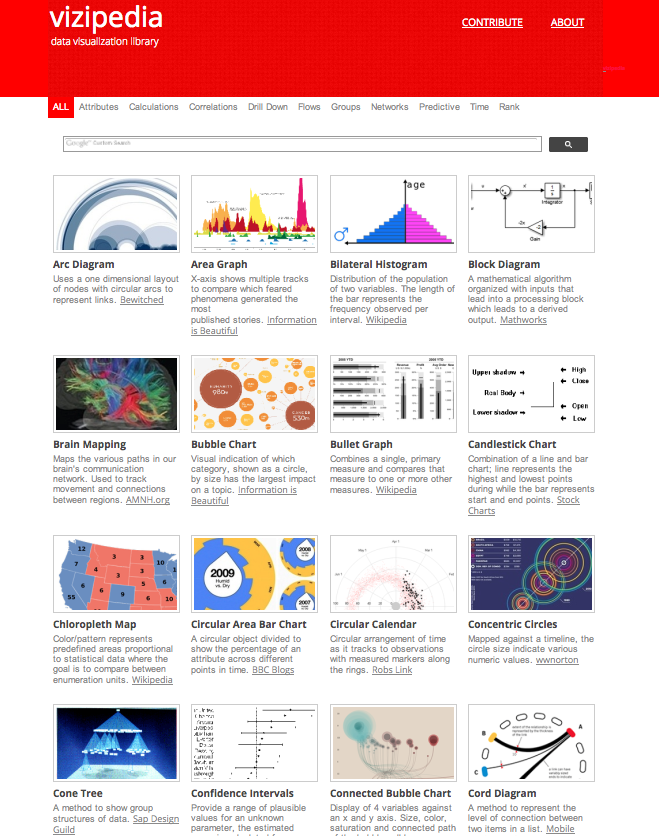 vizipedia
data visualization library
CONTRIBUTE ABOUT
ALL Attributes Calculations Correlations Drill Down Flows Groups Networks Predictive Time Rank
Google Custom Search
age
Integrator
-2x
-2
Gain
Arc Diagram
Uses a one dimensional layout
of nodes with circular arcs to
represent links. Bewitched
Area Graph
X-axis shows multiple tracks
to compare which feared
phenomena generated the
most
published stories. Information
is Beautiful
Bilateral Histogram
Distribution of the population
of two variables. The length of
the bar represents the
frequency observed per
interval. Wikipedia
Block Diagram
A mathematical algorithm
organized with inputs that
lead into a processing block
which leads to a derived
output. Mathworks
Upper shadow
Real Body
Lower shadow
High
Close
Open
Low
Brain Mapping
Maps the various paths in our
brain's communication
network. Used to track
movement and connections
between regions. AMNH.org
Bubble Chart
Visual indication of which
category, shown as a circle,
by size has the largest impact
on a topic. Information is
Beautiful
Bullet Graph
Combines a single, primary
measure and compares that
measure to one or more other
measures. Wikipedia
Candlestick Chart
Combination of a line and bar
chart; line represents the
highest and lowest points
during while the bar represents
start and end points. Stock
Charts
2009
Humid
vs. Dry
2008
2007
Chloropleth Map
Color/pattern represents
predefined areas proportional
to statistical data where the
goal is to compare between
enumeration units. Wikipedia
Circular Area Bar Chart
A circular object divided to
show the percentage of an
attribute across different
points in time. BBC Blogs
Circular Calendar
Circular arrangement of time
as it tracks to observations
with measured markers along
the rings. Robs Link
Concentric Circles
Mapped against a timeline, the
circle size indicate various
numeric values. wwnorton
A
B
C
Cone Tree
A method to show group
structures of data. Sap Design
Guild
Confidence Intervals
Provide a range of plausible
values for an unknown
parameter, the estimated
Connected Bubble Chart
Display of 4 variables against
an x and y axis. Size, color,
saturation and connected path
Cord Diagram
A method to represent the
level of connection between
two items in a list. Mobile